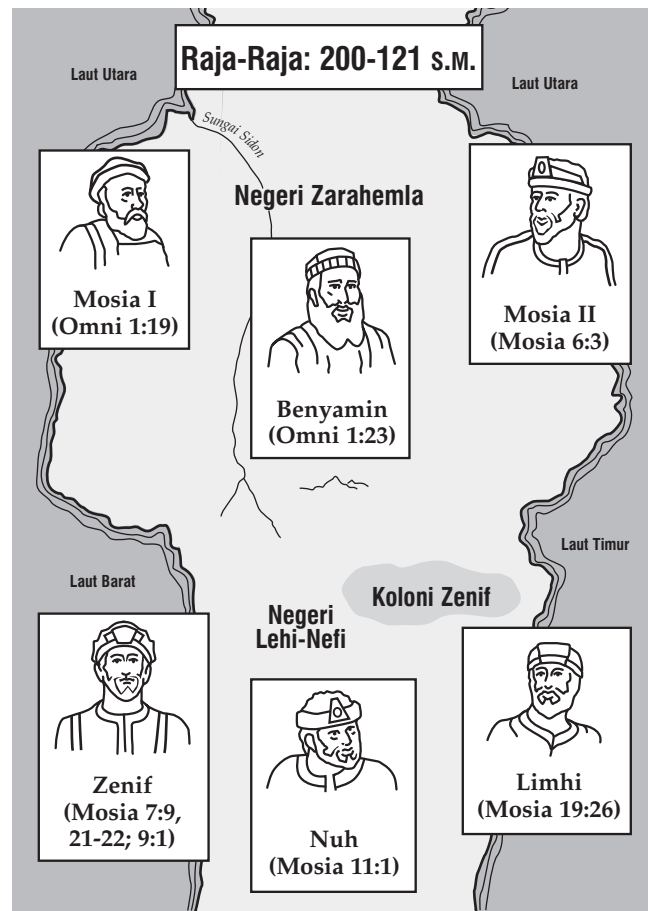 Raja-Raja: 200-121 S.M.
Laut Utara
Laut Utara
Sungai Sidon
Negeri Zarahemla
Mosia I
(Omni 1:19)
Mosia II
(Mosia 6:3)
Benyamin
(Omni 1:23)
Laut Timur
Laut Barat
Koloni Zenif
Negeri
Lehi-Nefi
Zenif
(Mosia 7:9,
21-22; 9:1)
Nuh
(Mosia 11:1)
Limhi
(Mosia 19:26)